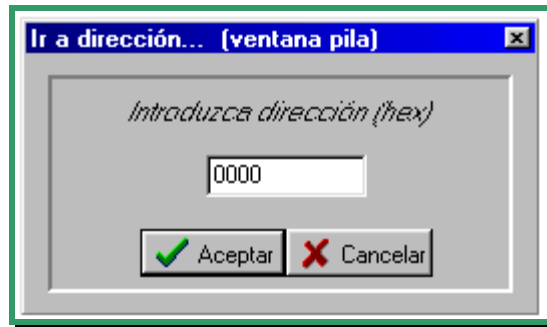 Ir a dirección... (ventana pila)
Introduzca dirección (hex)
0000
Aceptar Cancelar